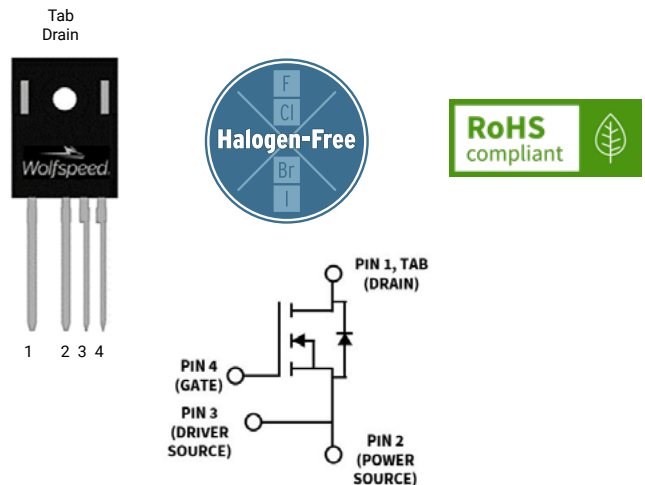 Tab
Drain
Wolfspeed.
1 2 3 4
F
Cl
Halogen-Free
Br
I
RoHS
compliant
PIN 1, TAB
(DRAIN)
PIN 4
(GATE)
PIN 3
(DRIVER
SOURCE)
PIN 2
(POWER
SOURCE)